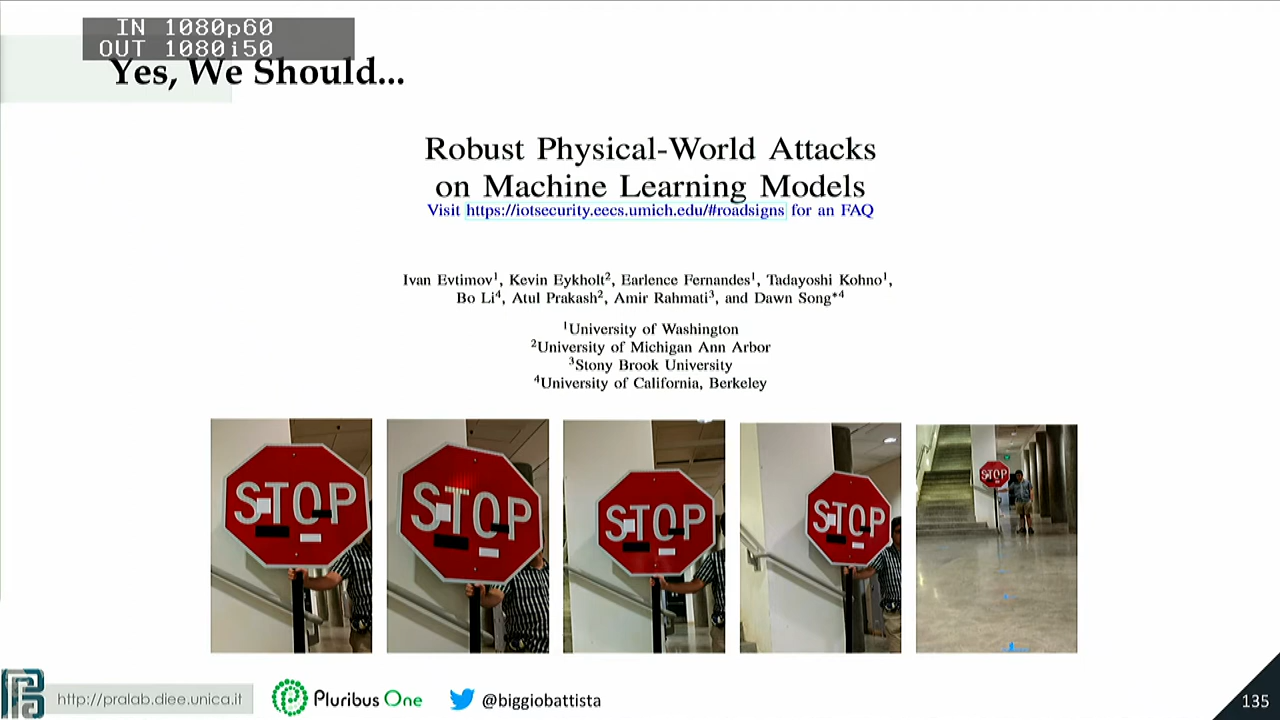 IN 1080p60
OUT 1080i50
Yes, We Should...
Robust Physical-World Attacks
on Machine Learning Models
Visit https://iotsecurity.eecs.umich.edu/#roadsigns for an FAQ
Ivan Evtimov¹, Kevin Eykholt², Earlence Fernandes¹, Tadayoshi Kohno¹,
Bo Li⁴, Atul Prakash², Amir Rahmati³, and Dawn Song*⁴
¹University of Washington
²University of Michigan Ann Arbor
³Stony Brook University
⁴University of California, Berkeley
STOP
STOP
STOP
STOP
STOP
http://pralab.diee.unica.it
Pluribus One
@biggiobattista
135